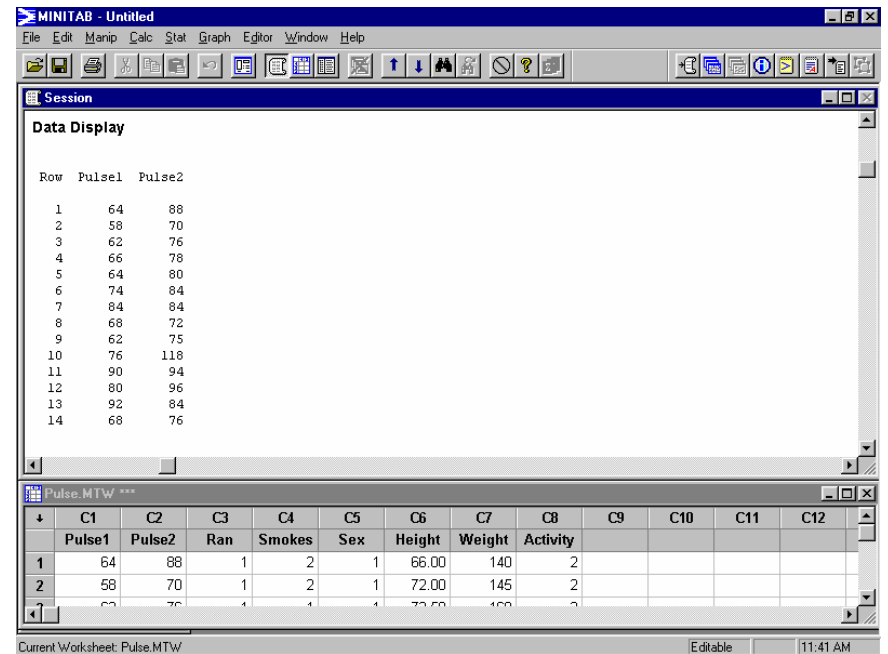 MINITAB - Untitled
File Edit Manip Calc Stat Graph Editor Window Help
Session
Data Display
Row Pulse1 Pulse2
1 64 88
2 58 70
3 62 76
4 66 78
5 64 80
6 74 84
7 84 84
8 68 72
9 62 75
10 76 118
11 90 94
12 80 96
13 92 84
14 68 76
Pulse.MTW ***
C1 C2 C3 C4 C5 C6 C7 C8 C9 C10 C11 C12
Pulse1 Pulse2 Ran Smokes Sex Height Weight Activity
1 64 88 1 2 1 66.00 140 2
2 58 70 1 2 1 72.00 145 2
Current Worksheet: Pulse.MTW Editable 11:41 AM